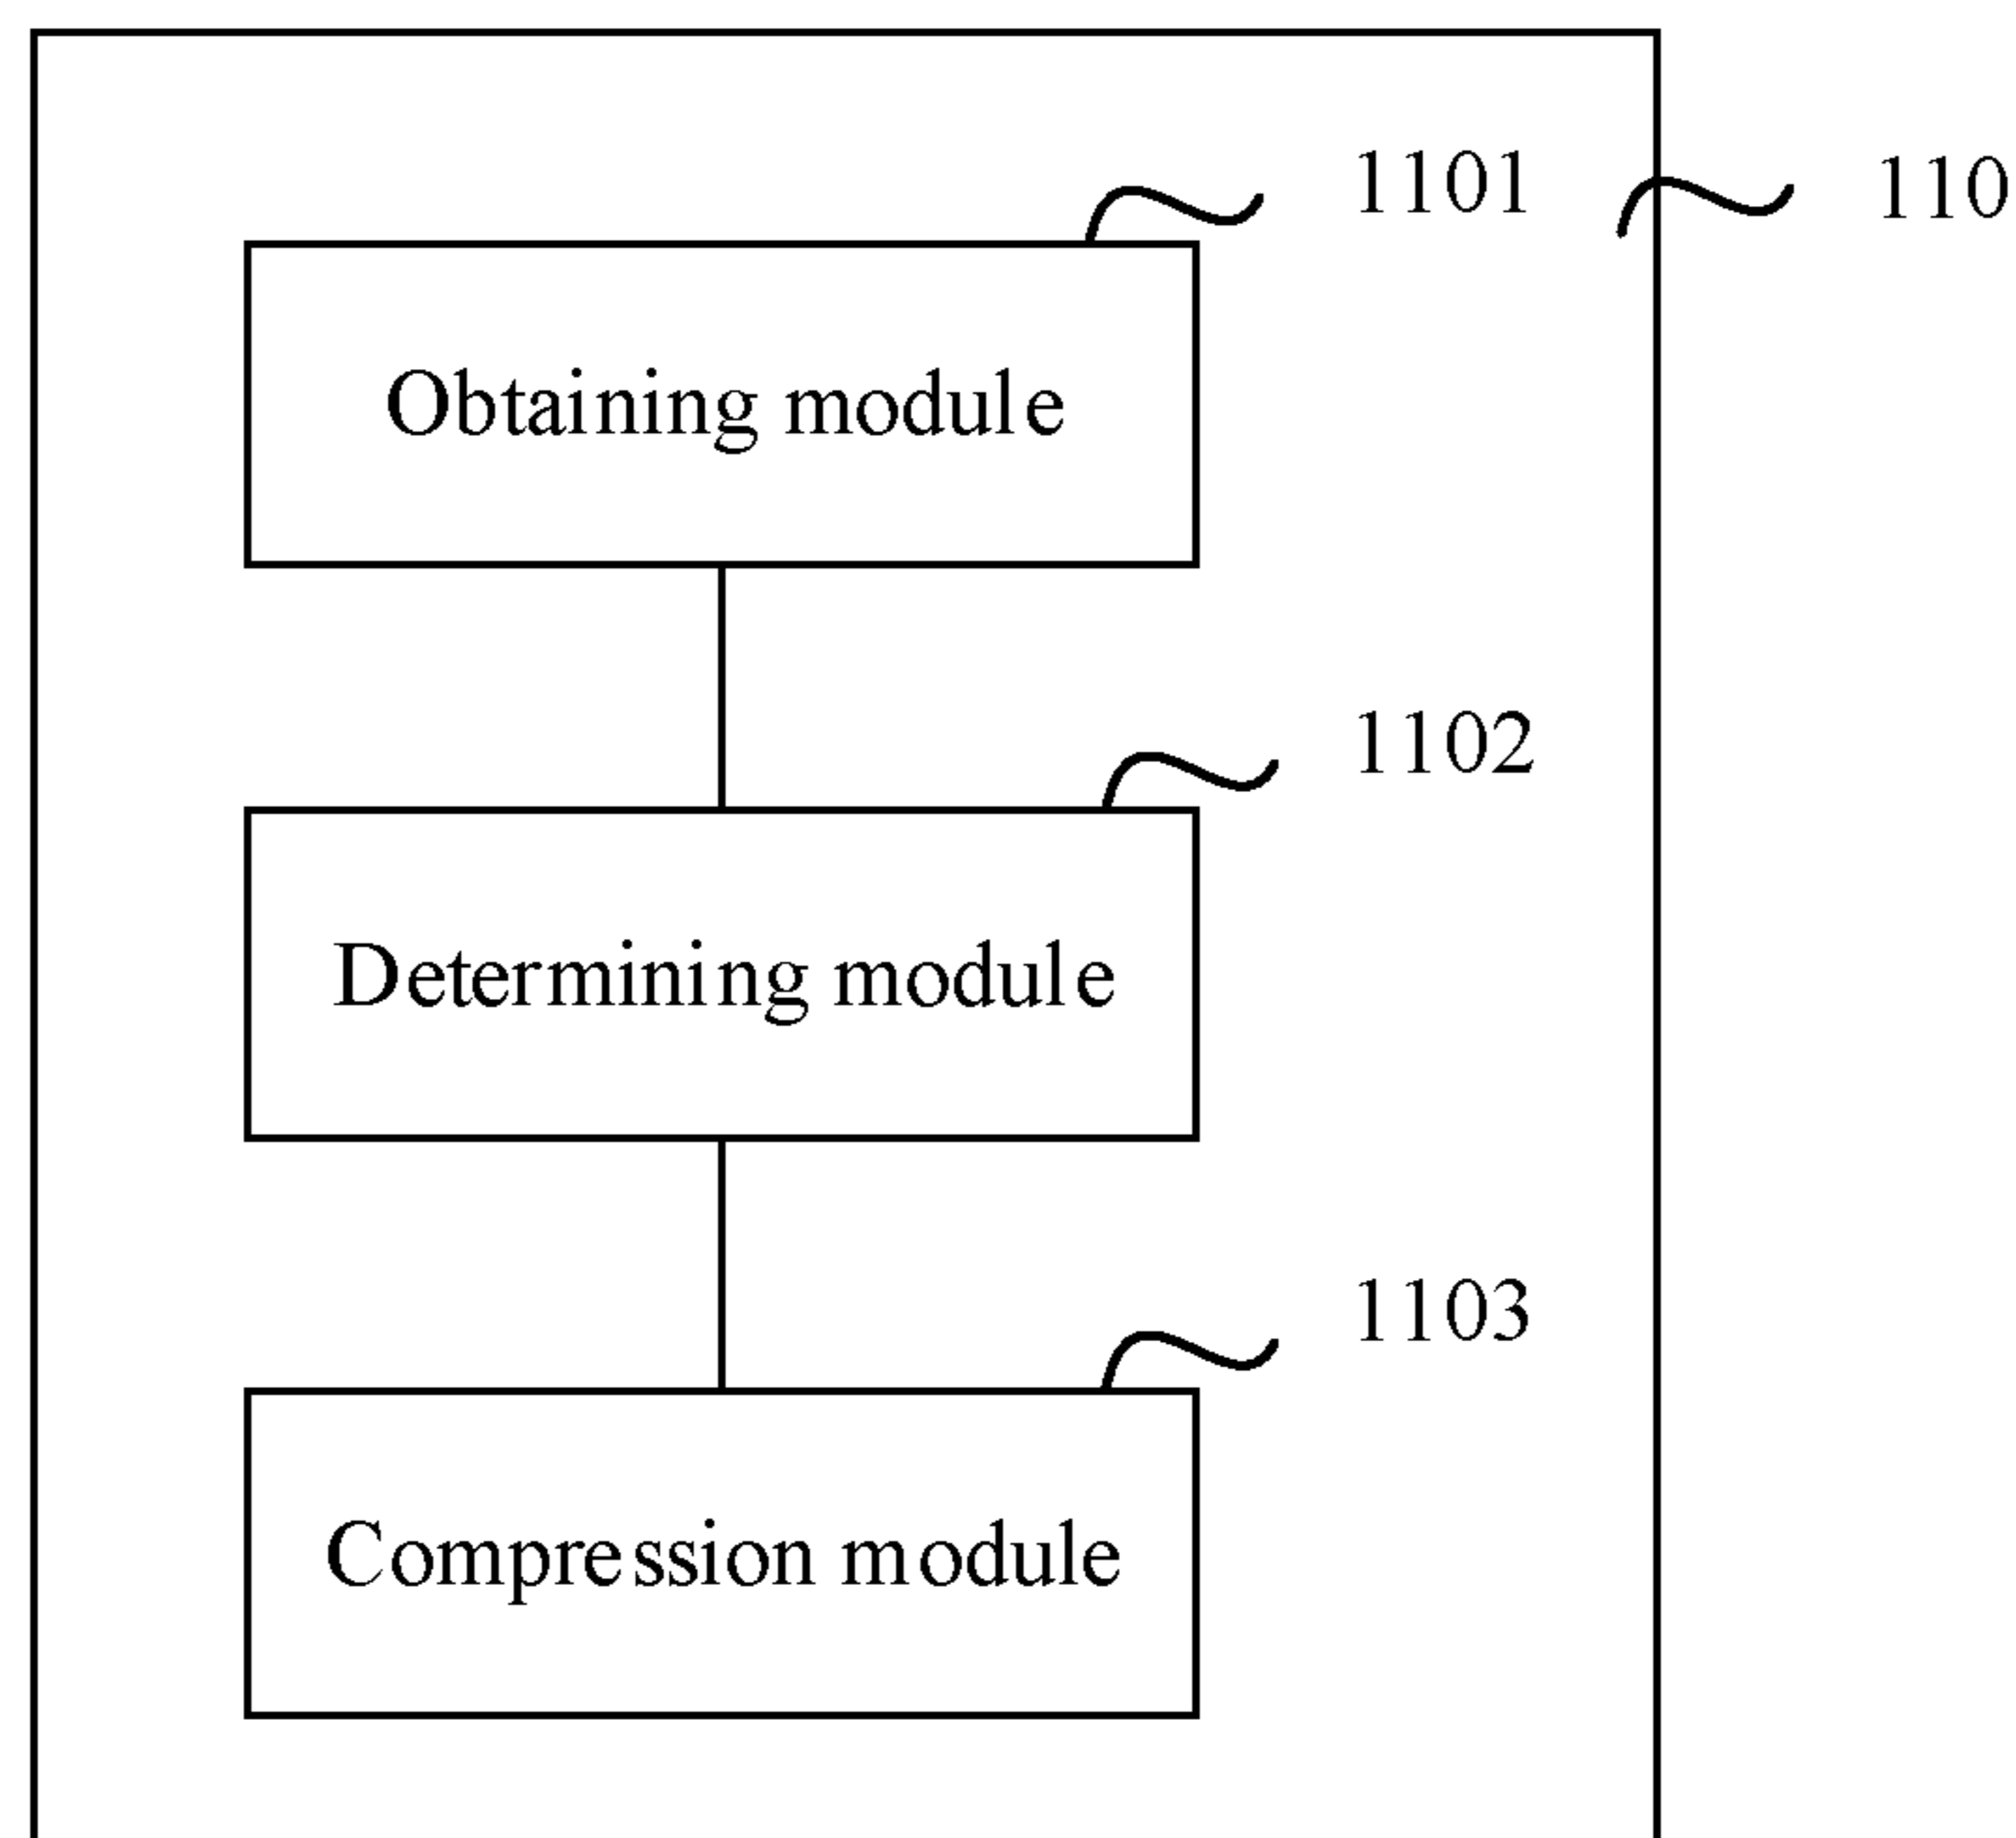 1101
110
Obtaining module
1102
Determining module
1103
Compression module